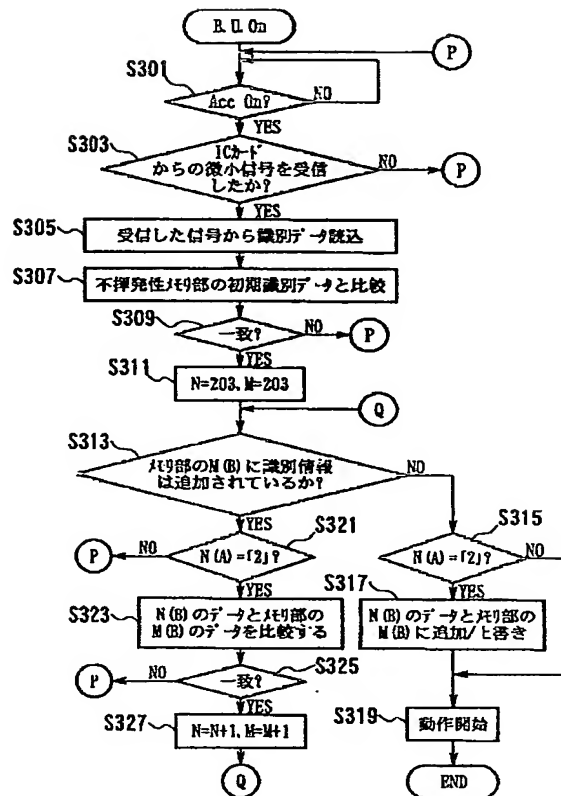 B.U.On
P
S301
Acc On?
NO
YES
S303
ICカード
からの微小信号を受信
したか?
NO
P
YES
S305
受信した信号から識別データ読込
S307
不揮発性メモリ部の初期識別データと比較
S309
一致?
NO
P
YES
S311
N=203,M=203
Q
S313
メモリ部のM(B)に識別情報
は追加されているか?
NO
YES
S321
S315
P
NO
N(A)=「2」?
N(A)=「2」?
NO
YES
S317
YES
S323
N(B)のデータとメモリ部の
M(B)のデータを比較する
N(B)のデータとメモリ部の
M(B)に追加/上書き
S325
P
NO
一致?
YES
S327
N=N+1,M=M+1
S319
動作開始
Q
END